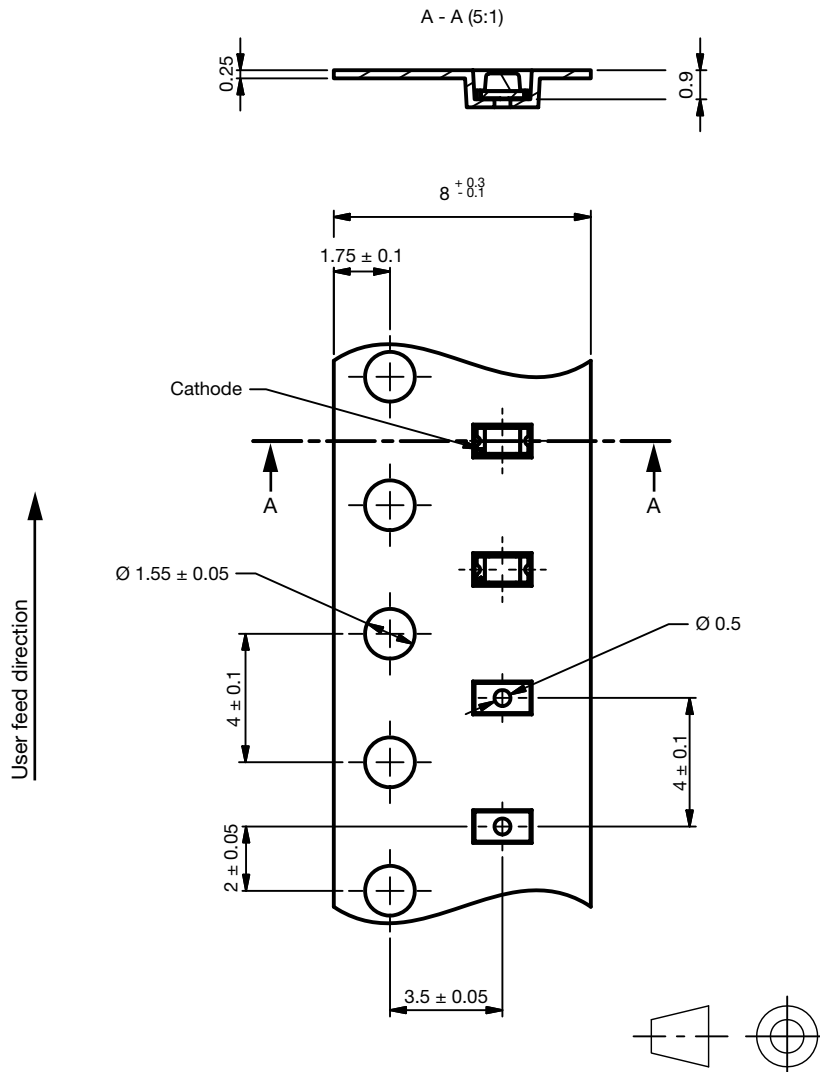 A - A (5:1)
0.25
0.9
8 + 0.3 - 0.1
1.75 ± 0.1
Cathode
A
A
Ø 1.55 ± 0.05
Ø 0.5
User feed direction
4 ± 0.1
4 ± 0.1
2 ± 0.05
3.5 ± 0.05